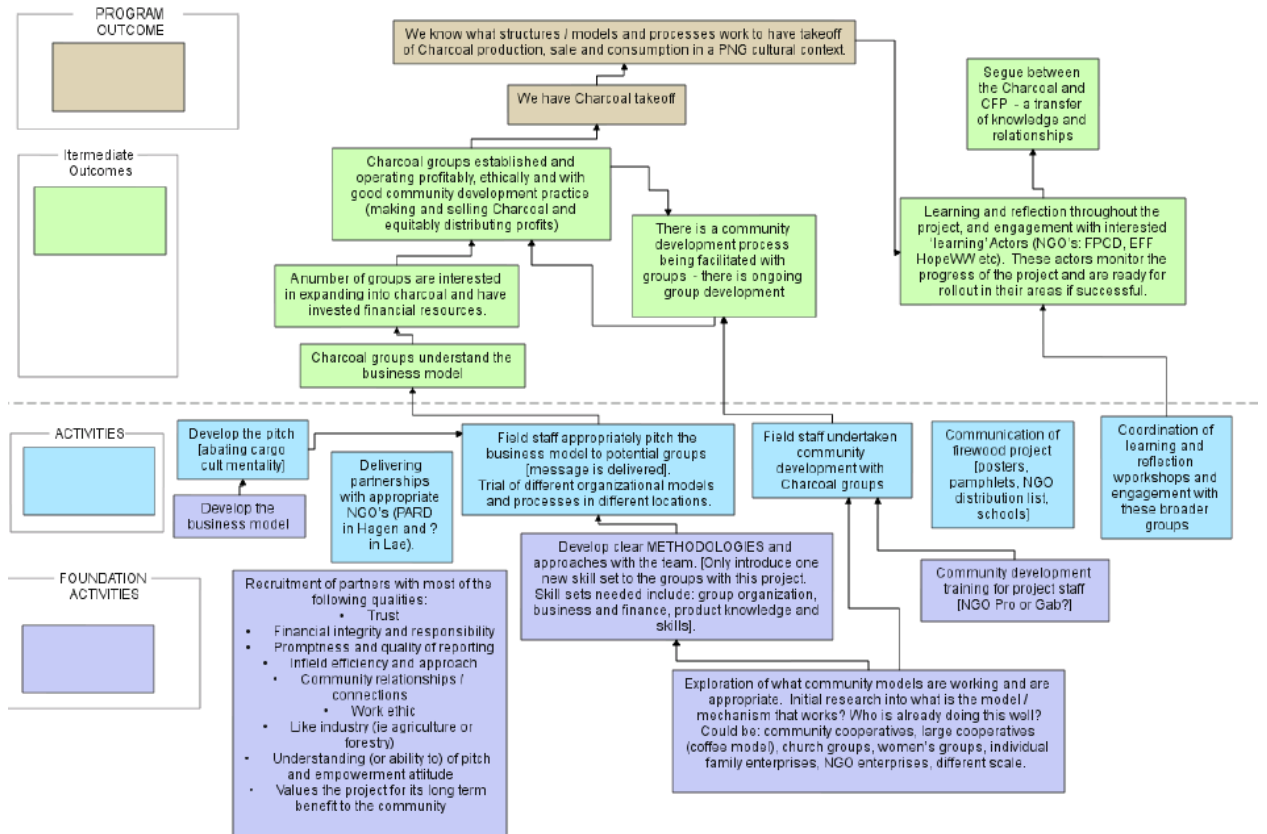 PROGRAM
OUTCOME
We know what structures / models and processes work to have takeoff
of Charcoal production, sale and consumption in a PNG cultural context.
We have Charcoal takeoff
Segue between
the Charcoal and
CFP - a transfer
of knowledge and
relationships
Itermediate
Outcomes
Charcoal groups established and
operating profitably, ethically and with
good community development practice
(making and selling Charcoal and
equitably distributing profits)
There is a community
development process
being facilitated with
groups - there is ongoing
group development
Learning and reflection throughout the
project, and engagement with interested
'learning' Actors (NGO's: FPCD, EFF
HopeWW etc). These actors monitor the
progress of the project and are ready for
rollout in their areas if successful.
A number of groups are interested
in expanding into charcoal and have
invested financial resources.
Charcoal groups understand the
business model
ACTIVITIES
Develop the pitch
[abating cargo
cult mentality]
Delivering
partnerships
with appropriate
NGO's (PARD
in Hagen and ?
in Lae).
Field staff appropriately pitch the
business model to potential groups
[message is delivered].
Trial of different organizational models
and processes in different locations.
Field staff undertaken
community
development with
Charcoal groups
Communication of
firewood project
[posters,
pamphlets, NGO
distribution list,
schools]
Coordination of
learning and
reflection
wporkshops and
engagement with
these broader
groups
Develop the
business model
FOUNDATION
ACTIVITIES
Recruitment of partners with most of the
following qualities:
• Trust
• Financial integrity and responsibility
• Promptness and quality of reporting
• Infield efficiency and approach
• Community relationships /
connections
• Work ethic
• Like industry (ie agriculture or
forestry)
• Understanding (or ability to) of pitch
and empowerment attitude
• Values the project for its long term
benefit to the community
Develop clear METHODOLOGIES and
approaches with the team. [Only introduce one
new skill set to the groups with this project.
Skill sets needed include: group organization,
business and finance, product knowledge and
skills].
Community development
training for project staff
[NGO Pro or Gab?]
Exploration of what community models are working and are
appropriate. Initial research into what is the model /
mechanism that works? Who is already doing this well?
Could be: community cooperatives, large cooperatives
(coffee model), church groups, women's groups, individual
family enterprises, NGO enterprises, different scale.